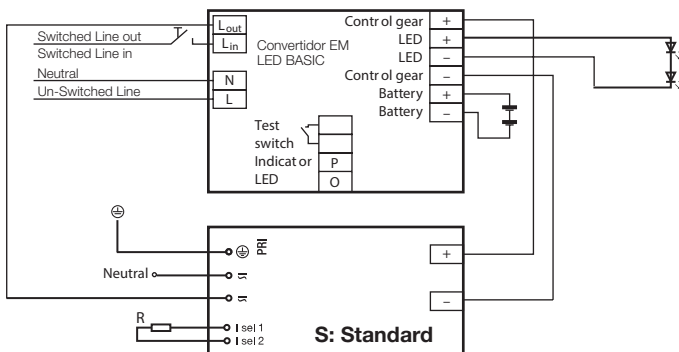 Switched Line out
Switched Line in
Neutral
Un-Switched Line
Lout
Lin
N
L
Convertidor EM
LED BASIC
Control gear +
LED +
LED –
Control gear –
Battery +
Battery –
Test
switch
Indicator P
LED O
PRI
Neutral
R
I sel 1
I sel 2
+
–
S: Standard